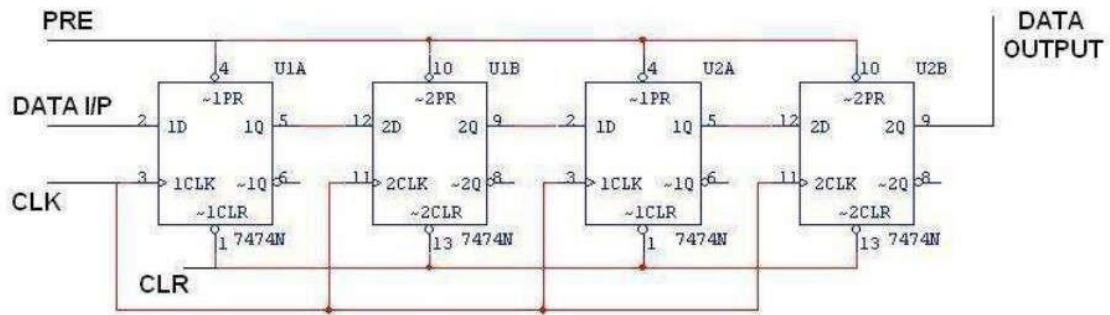 PRE
DATA
OUTPUT
4 U1A
10 U1B
4 U2A
10 U2B
~1PR
~2PR
~1PR
~2PR
DATA I/P
2 1D 1Q 5
12 2D 2Q 9
2 1D 1Q 5
12 2D 2Q 9
CLK
3 1CLK ~1Q 6
11 2CLK ~2Q 8
3 1CLK ~1Q 6
11 2CLK ~2Q 8
~1CLR
~2CLR
~1CLR
~2CLR
1 7474N
13 7474N
1 7474N
13 7474N
CLR